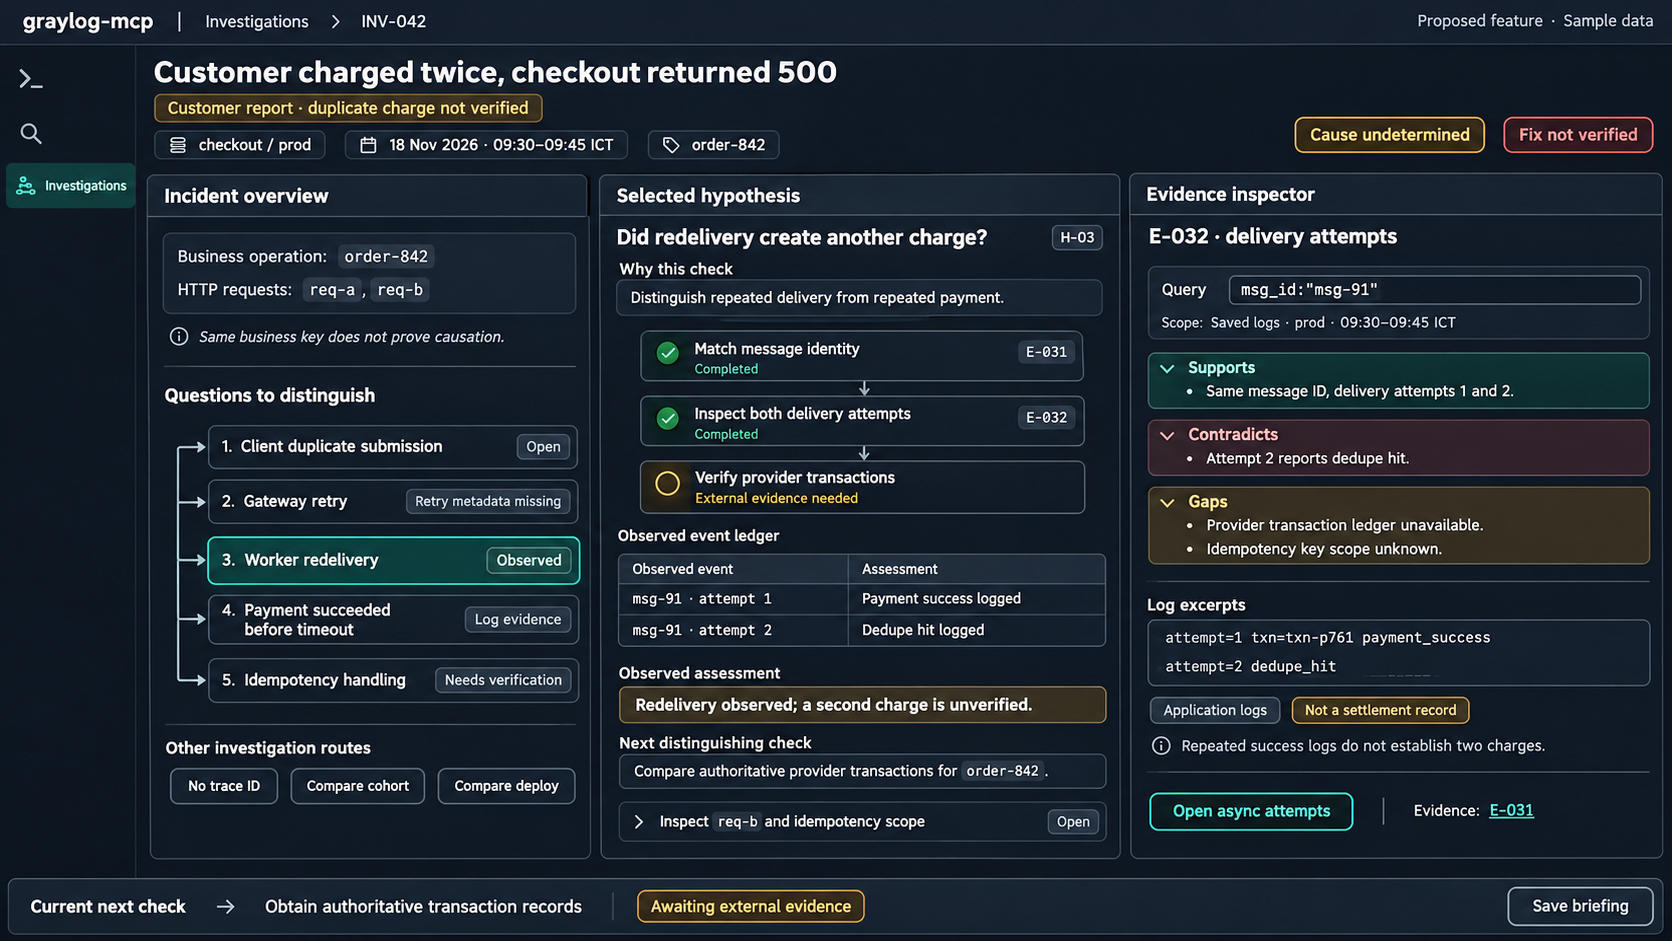 graylog-mcp | Investigations > INV-042
Proposed feature · Sample data
Customer charged twice, checkout returned 500
Customer report · duplicate charge not verified
checkout / prod
18 Nov 2026 · 09:30–09:45 ICT
order-842
Cause undetermined
Fix not verified
Investigations
Incident overview
Business operation: order-842
HTTP requests: req-a, req-b
Same business key does not prove causation.
Questions to distinguish
1. Client duplicate submission Open
2. Gateway retry Retry metadata missing
3. Worker redelivery Observed
4. Payment succeeded
before timeout Log evidence
5. Idempotency handling Needs verification
Other investigation routes
No trace ID
Compare cohort
Compare deploy
Selected hypothesis
Did redelivery create another charge? H-03
Why this check
Distinguish repeated delivery from repeated payment.
Match message identity E-031
Completed
Inspect both delivery attempts E-032
Completed
Verify provider transactions
External evidence needed
Observed event ledger
Observed event Assessment
msg-91 · attempt 1 Payment success logged
msg-91 · attempt 2 Dedupe hit logged
Observed assessment
Redelivery observed; a second charge is unverified.
Next distinguishing check
Compare authoritative provider transactions for order-842.
Inspect req-b and idempotency scope Open
Evidence inspector
E-032 · delivery attempts
Query msg_id:"msg-91"
Scope: Saved logs · prod · 09:30–09:45 ICT
Supports
• Same message ID, delivery attempts 1 and 2.
Contradicts
• Attempt 2 reports dedupe hit.
Gaps
• Provider transaction ledger unavailable.
• Idempotency key scope unknown.
Log excerpts
attempt=1 txn=txn-p761 payment_success
attempt=2 dedupe_hit
Application logs
Not a settlement record
Repeated success logs do not establish two charges.
Open async attempts
Evidence: E-031
Current next check → Obtain authoritative transaction records
Awaiting external evidence
Save briefing